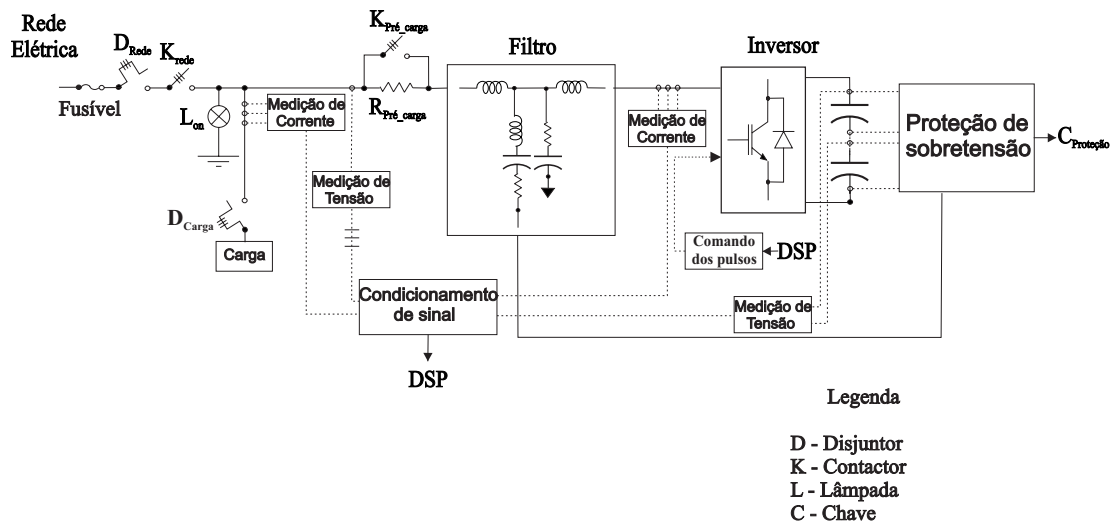 Rede
Elétrica
Fusível
D_Rede
K_rede
L_on
Medição de
Corrente
D_Carga
Carga
Medição de
Tensão
K_Pré_carga
R_Pré_carga
Filtro
Medição de
Corrente
Inversor
Comando
dos pulsos
DSP
Proteção de
sobretensão
C_Proteção
Condicionamento
de sinal
DSP
Medição de
Tensão
Legenda
D - Disjuntor
K - Contactor
L - Lâmpada
C - Chave